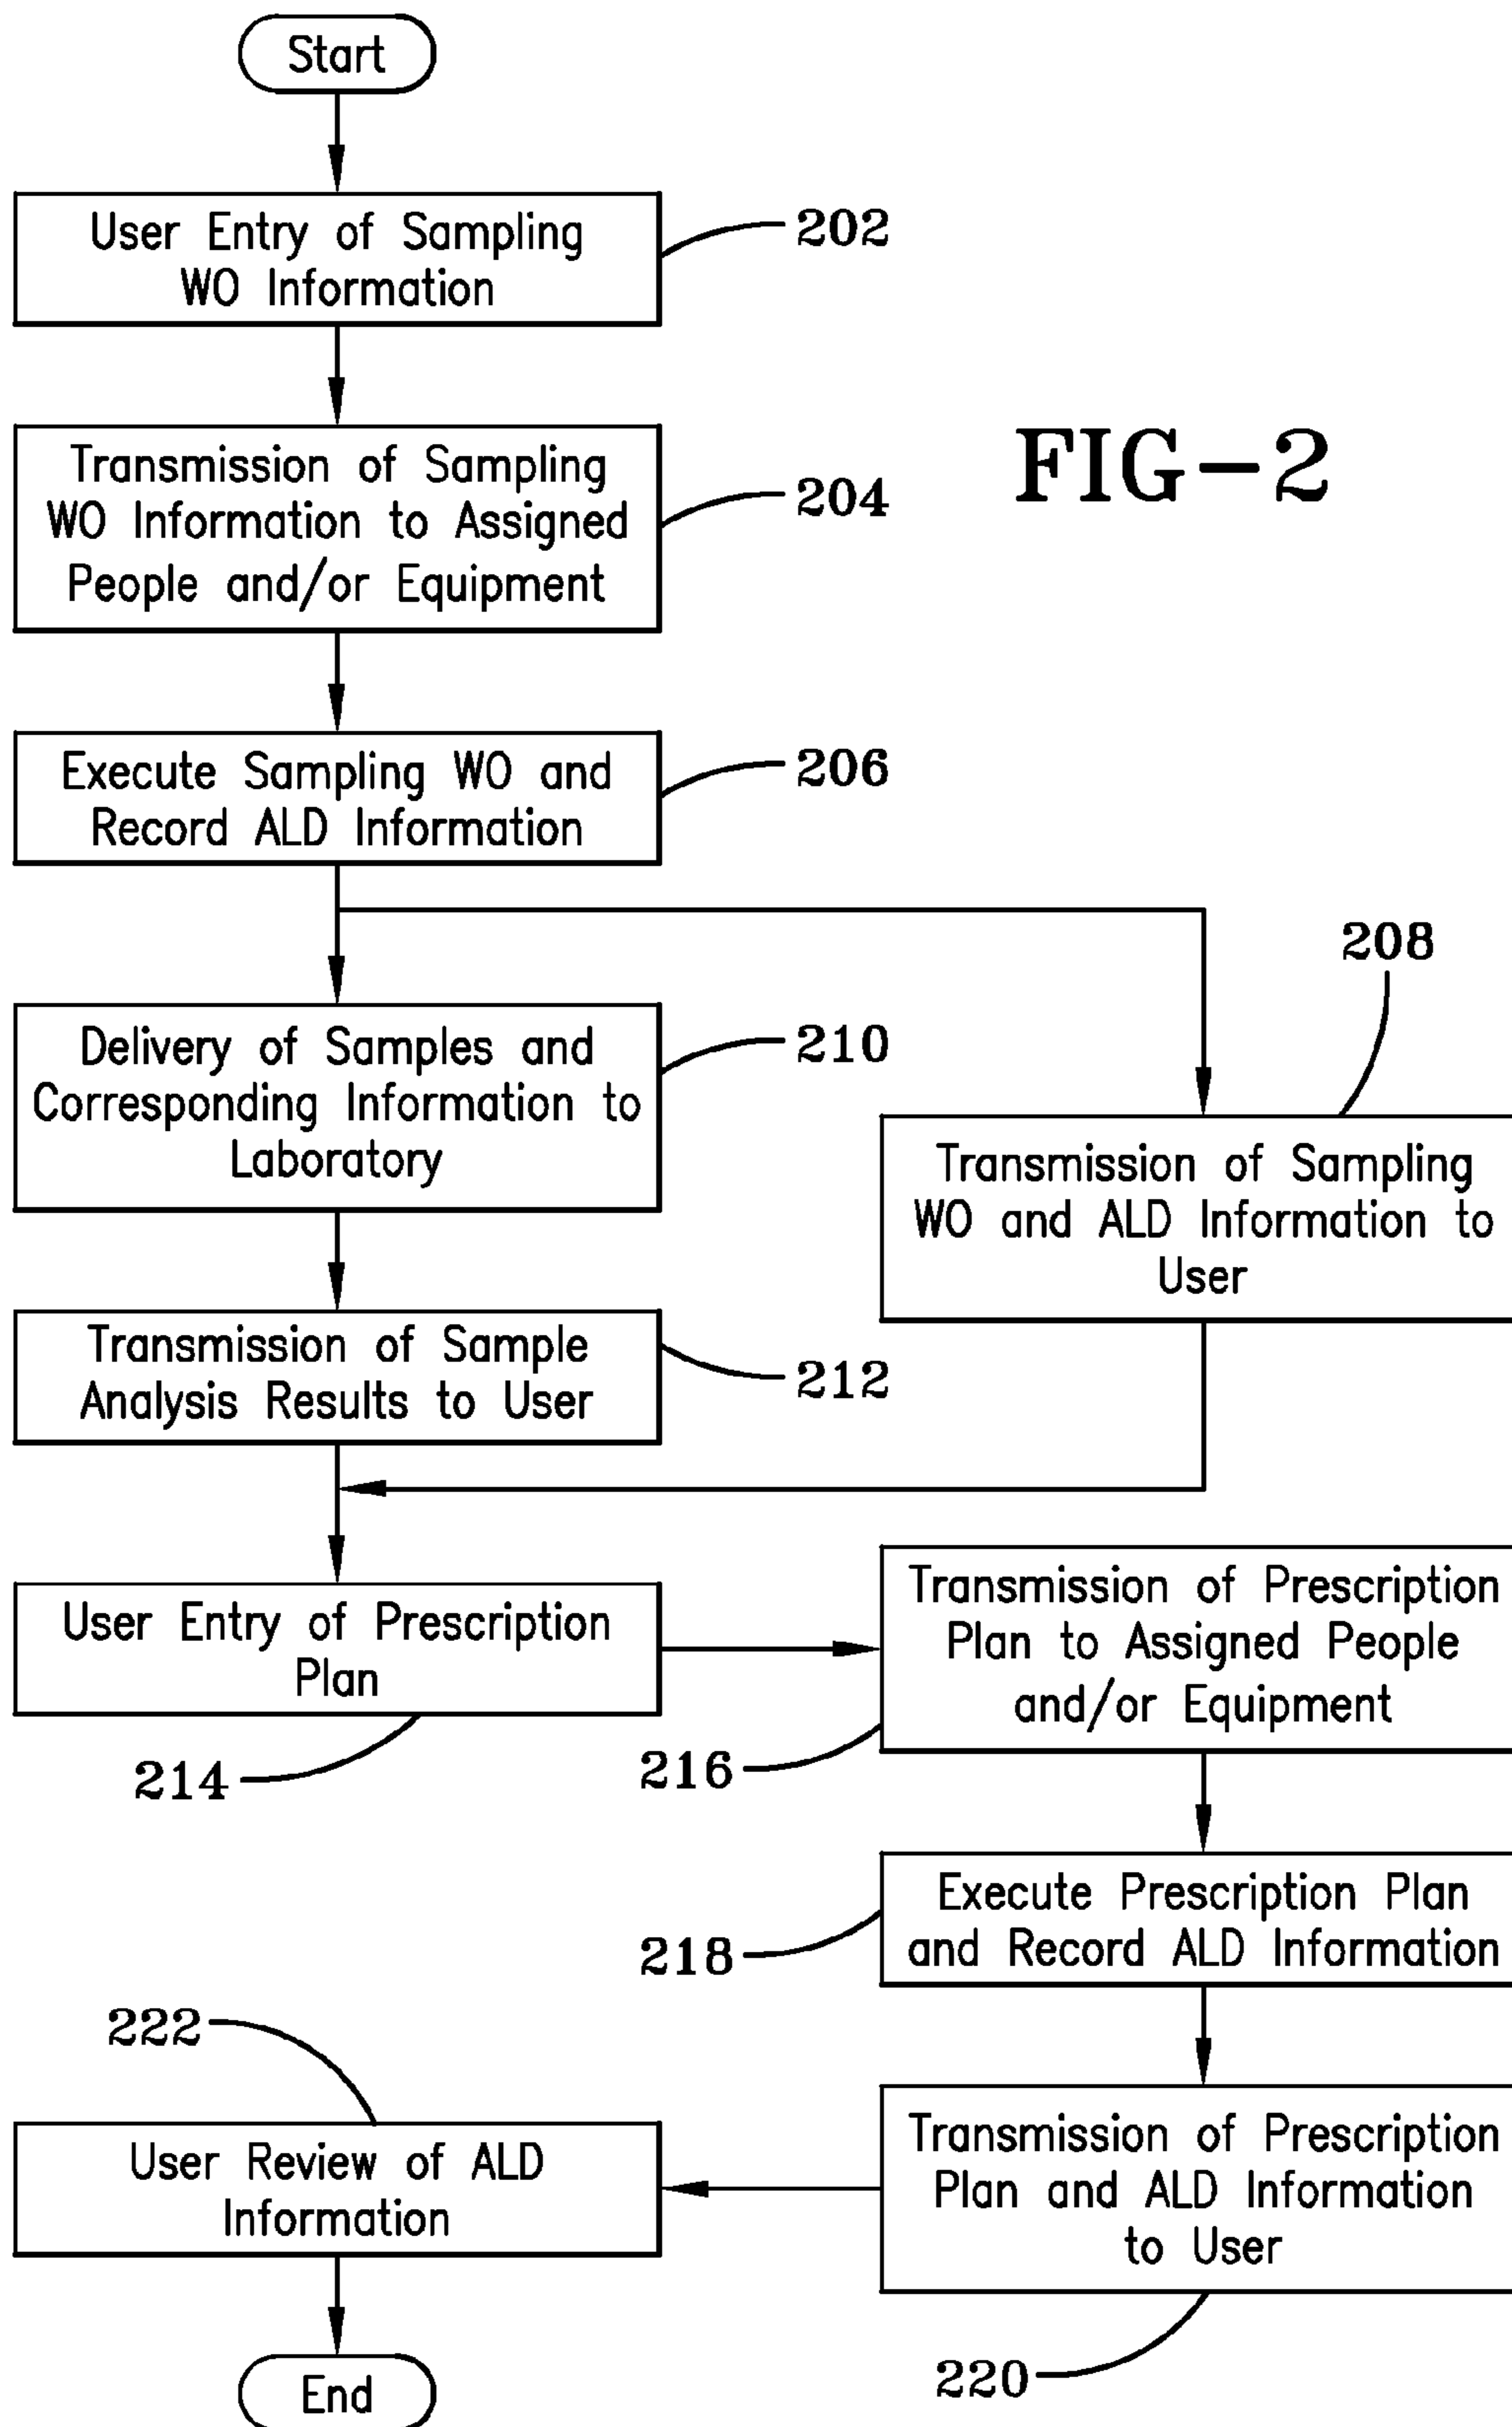 Start
User Entry of Sampling
WO Information
202
Transmission of Sampling
WO Information to Assigned
People and/or Equipment
204
FIG-2
Execute Sampling WO and
Record ALD Information
206
208
Delivery of Samples and
Corresponding Information to
Laboratory
210
Transmission of Sampling
WO and ALD Information to
User
Transmission of Sample
Analysis Results to User
212
User Entry of Prescription
Plan
214
Transmission of Prescription
Plan to Assigned People
and/or Equipment
216
Execute Prescription Plan
and Record ALD Information
218
Transmission of Prescription
Plan and ALD Information
to User
220
222
User Review of ALD
Information
End